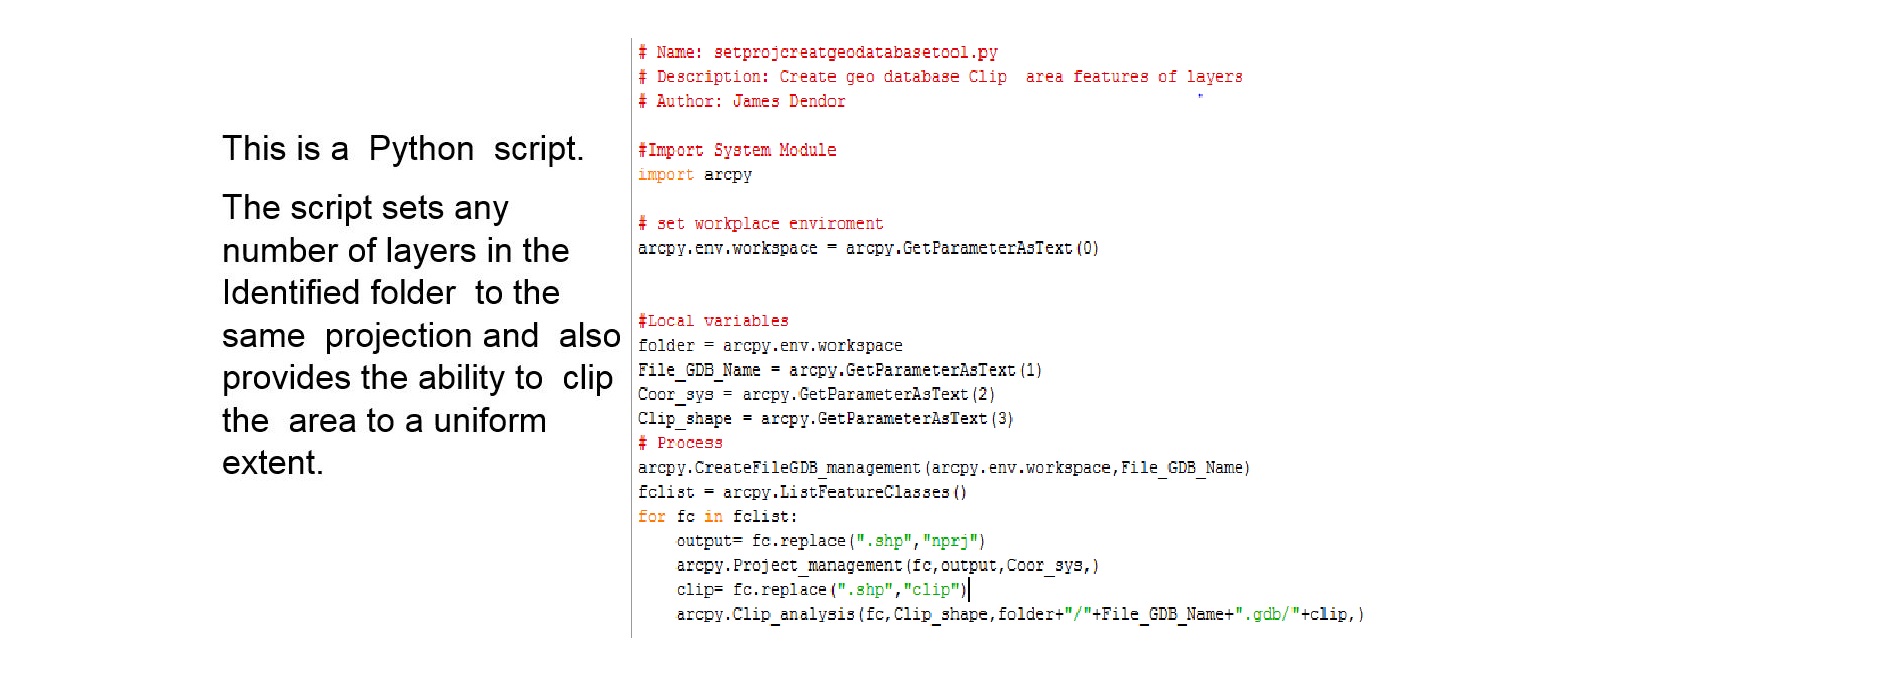 This is a  Python  script.
The script sets any
number of layers in the
Identified folder  to the
same  projection and  also
provides the ability to  clip
the  area to a uniform
extent.
# Name: setprojcreatgeodatabasetool.py
# Description: Create geo database Clip  area features of layers
# Author: James Dendor
#Import System Module
import arcpy
# set workplace enviroment
arcpy.env.workspace = arcpy.GetParameterAsText(0)
#Local variables
folder = arcpy.env.workspace
File_GDB_Name = arcpy.GetParameterAsText(1)
Coor_sys = arcpy.GetParameterAsText(2)
Clip_shape = arcpy.GetParameterAsText(3)
# Process
arcpy.CreateFileGDB_management(arcpy.env.workspace,File_GDB_Name)
fclist = arcpy.ListFeatureClasses()
for fc in fclist:
    output= fc.replace(".shp","nprj")
    arcpy.Project_management(fc,output,Coor_sys,)
    clip= fc.replace(".shp","clip")
    arcpy.Clip_analysis(fc,Clip_shape,folder+"/"+File_GDB_Name+".gdb/"+clip,)